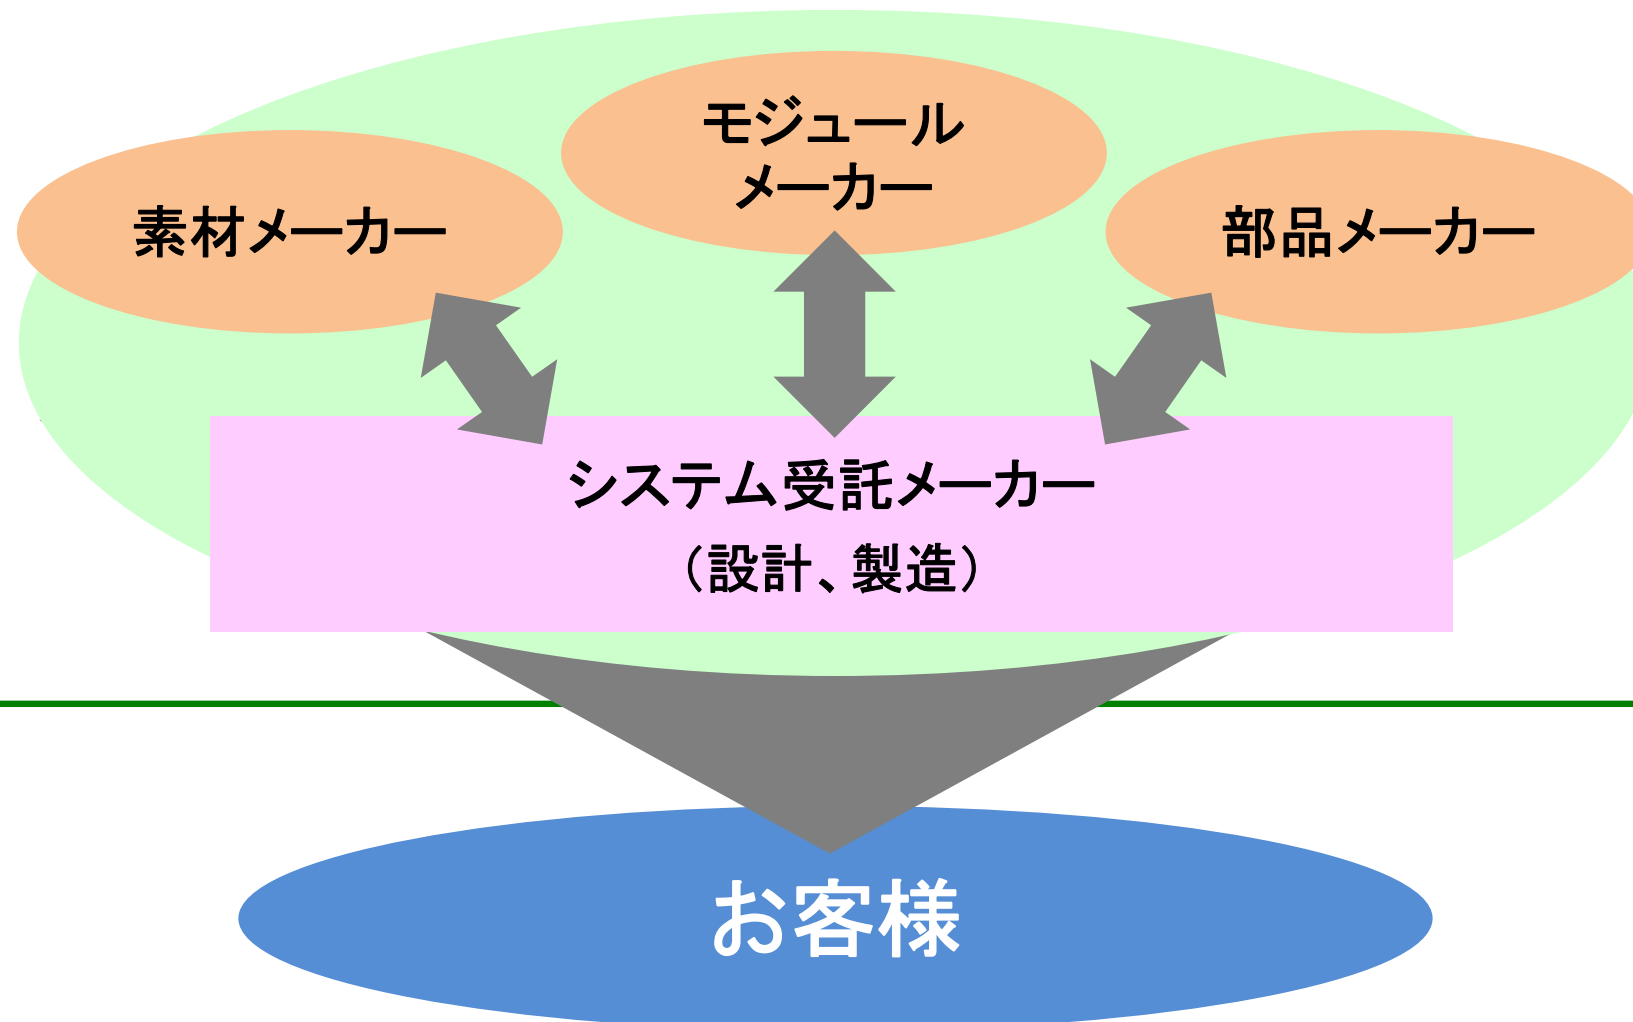 モジュール
メーカー
素材メーカー
部品メーカー
システム受託メーカー
（設計、製造）
お客様